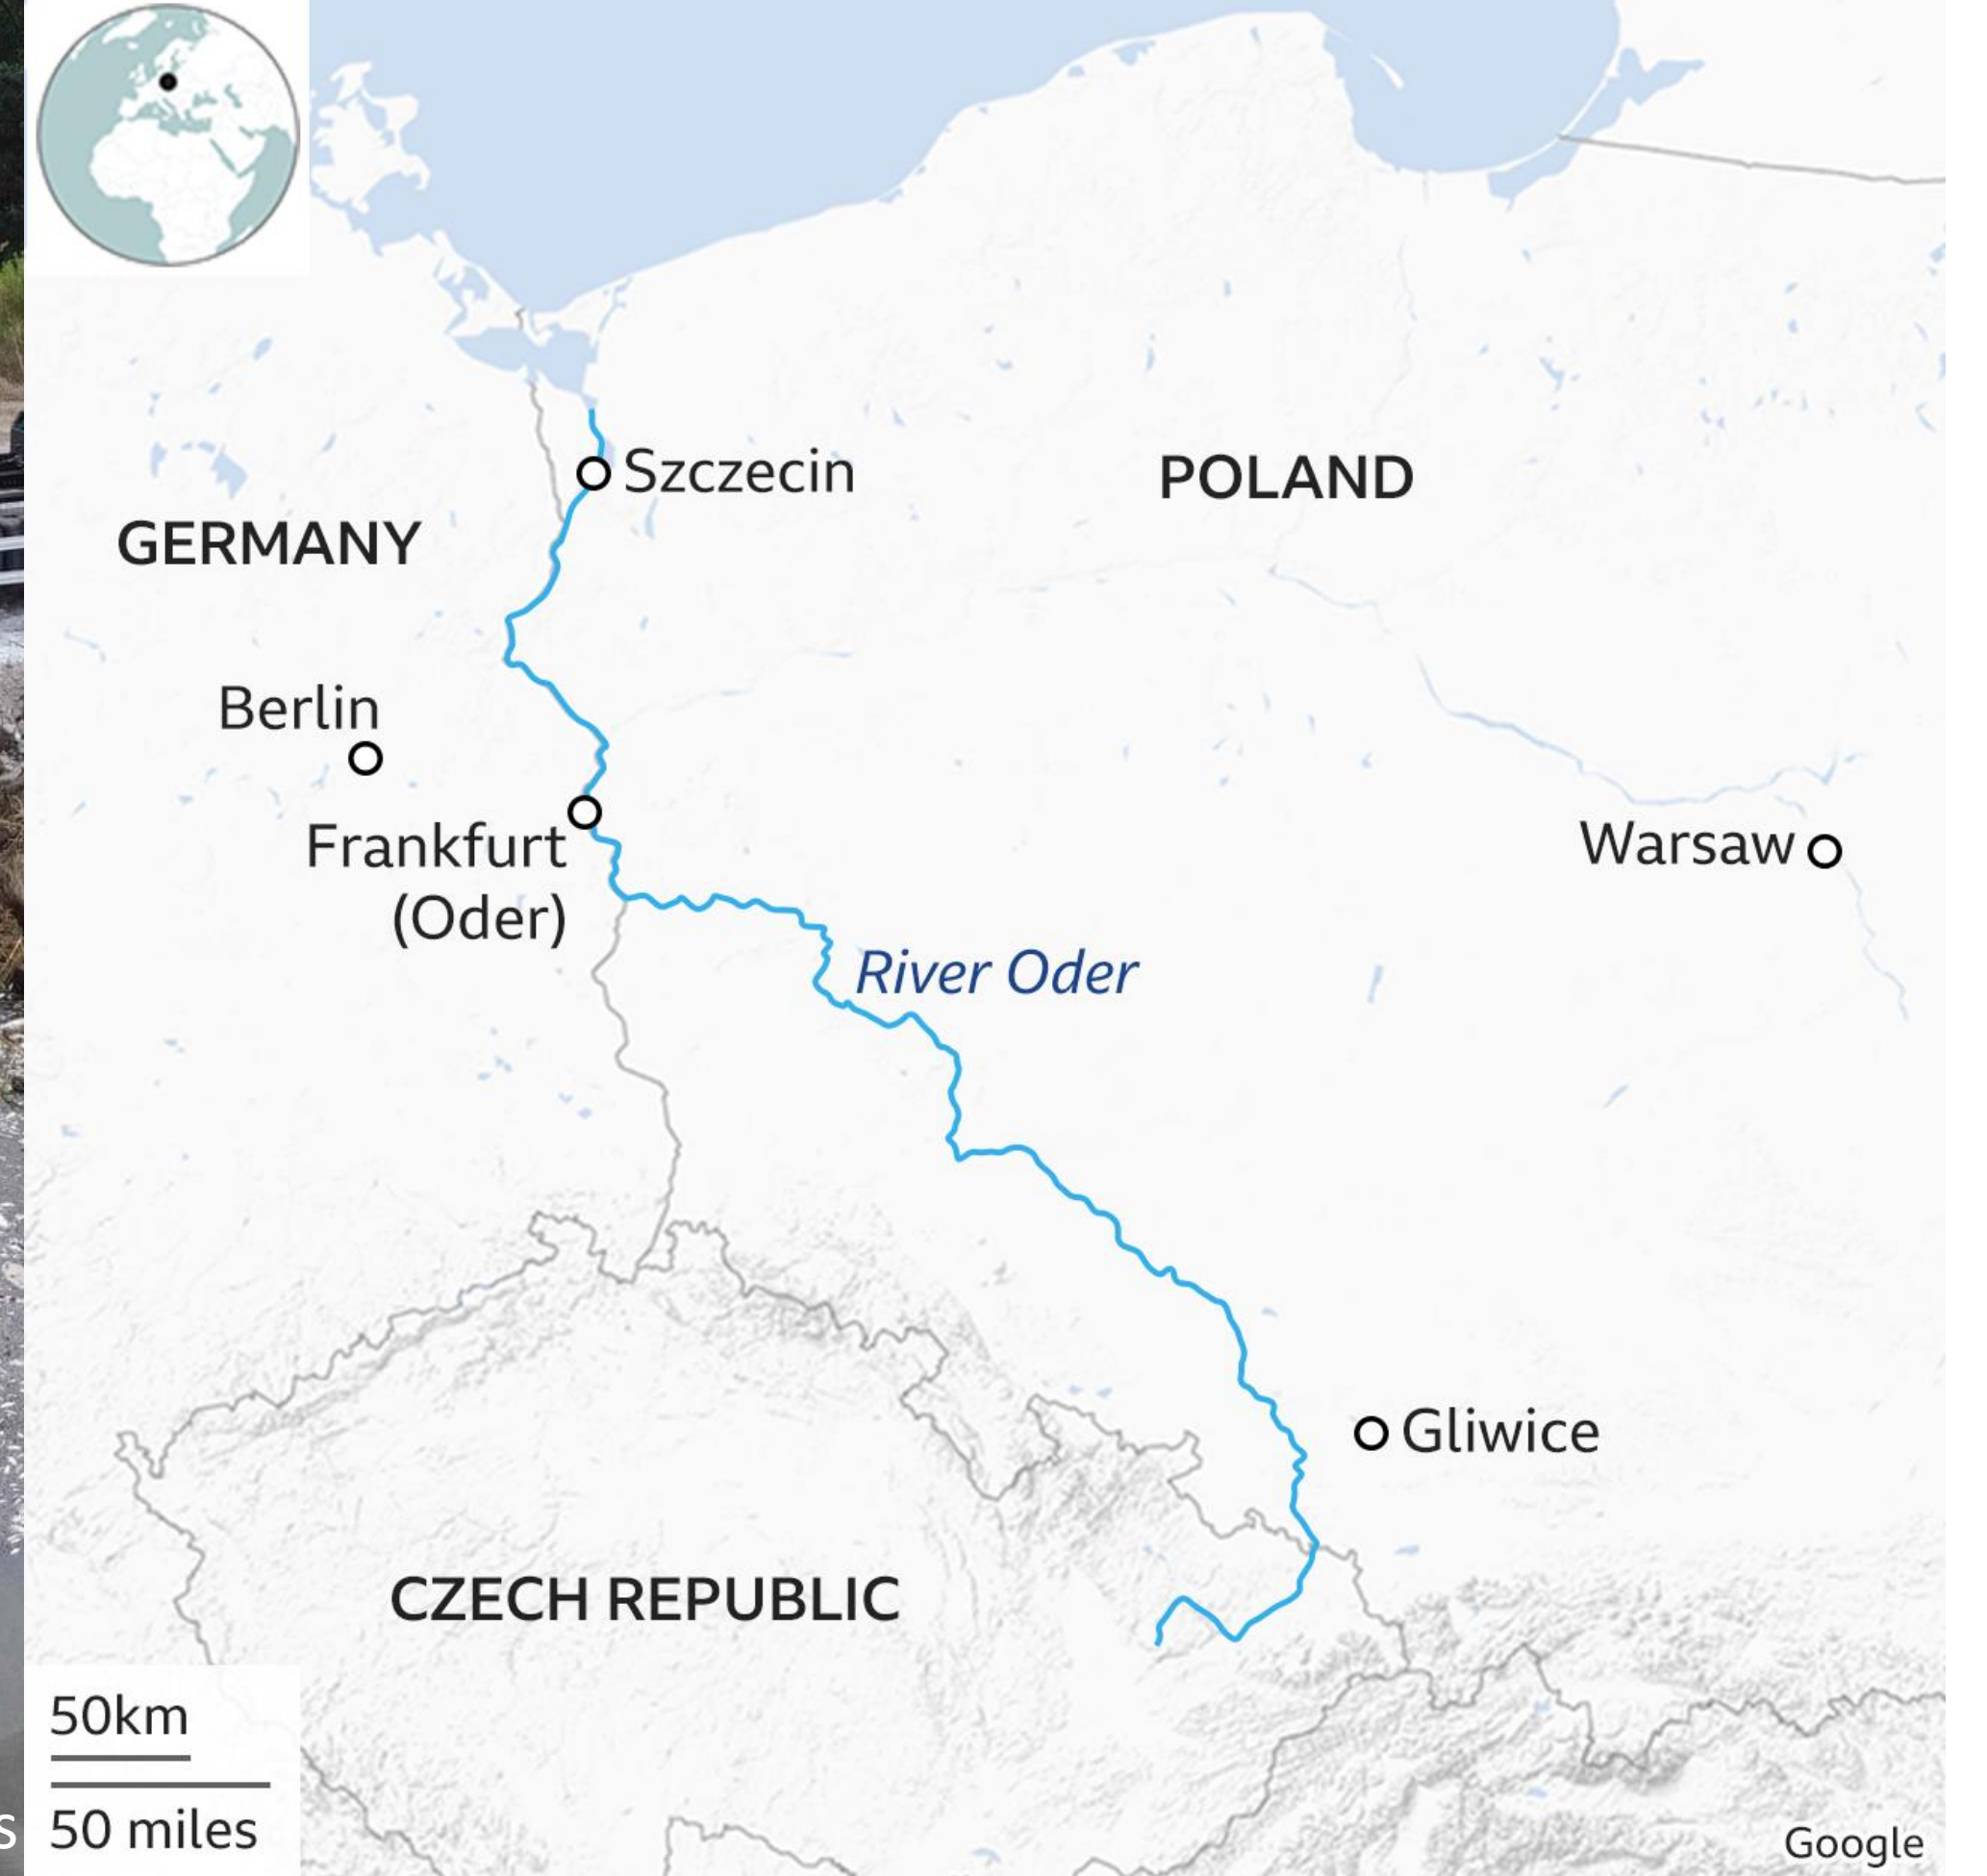 Szczecin
POLAND
GERMANY
Berlin
Frankfurt
(Oder)
Warsaw
River Oder
Gliwice
CZECH REPUBLIC
50km
50 miles
s
Google